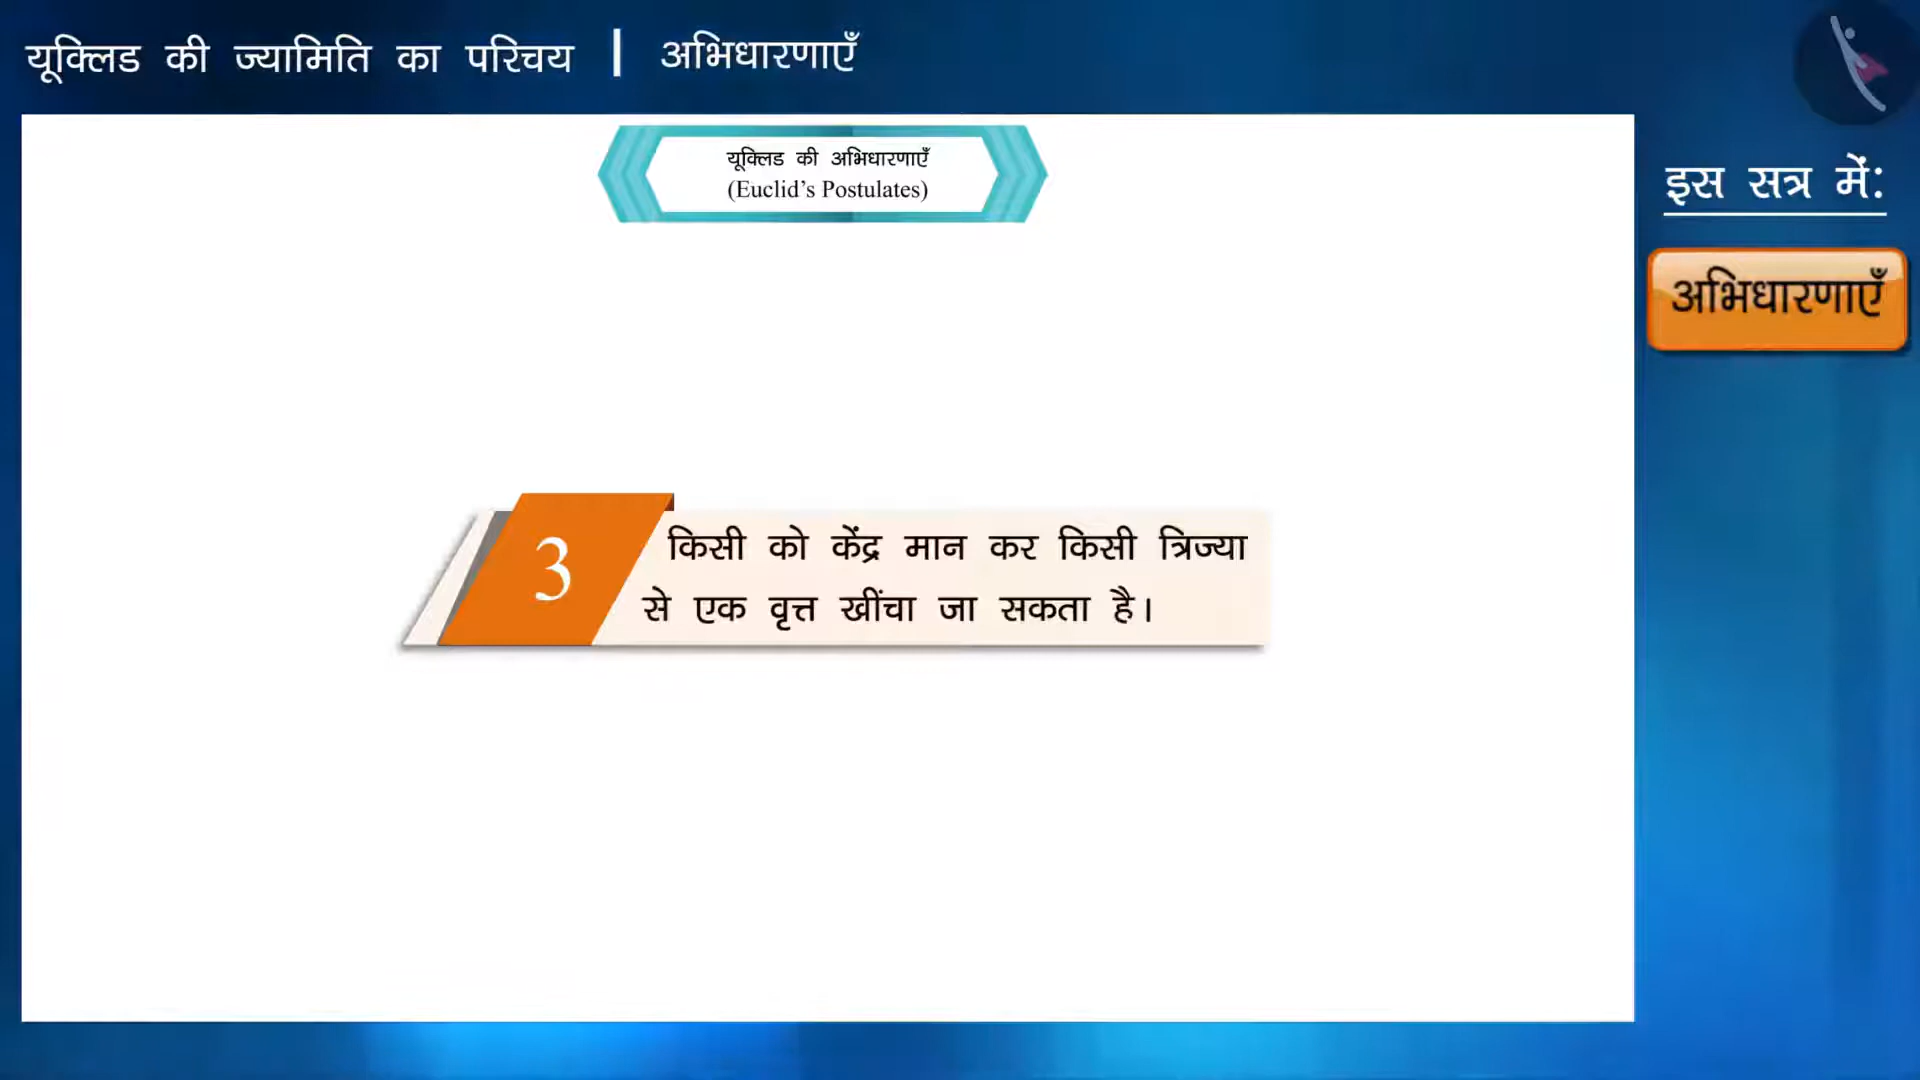 यूक्लिड की ज्यामिति का परिचय | अभिधारणाएँ
यूक्लिड की अभिधारणाएँ
(Euclid’s Postulates)
इस सत्र में:
अभिधारणाएँ
3
किसी को केंद्र मान कर किसी त्रिज्या
से एक वृत्त खींचा जा सकता है।